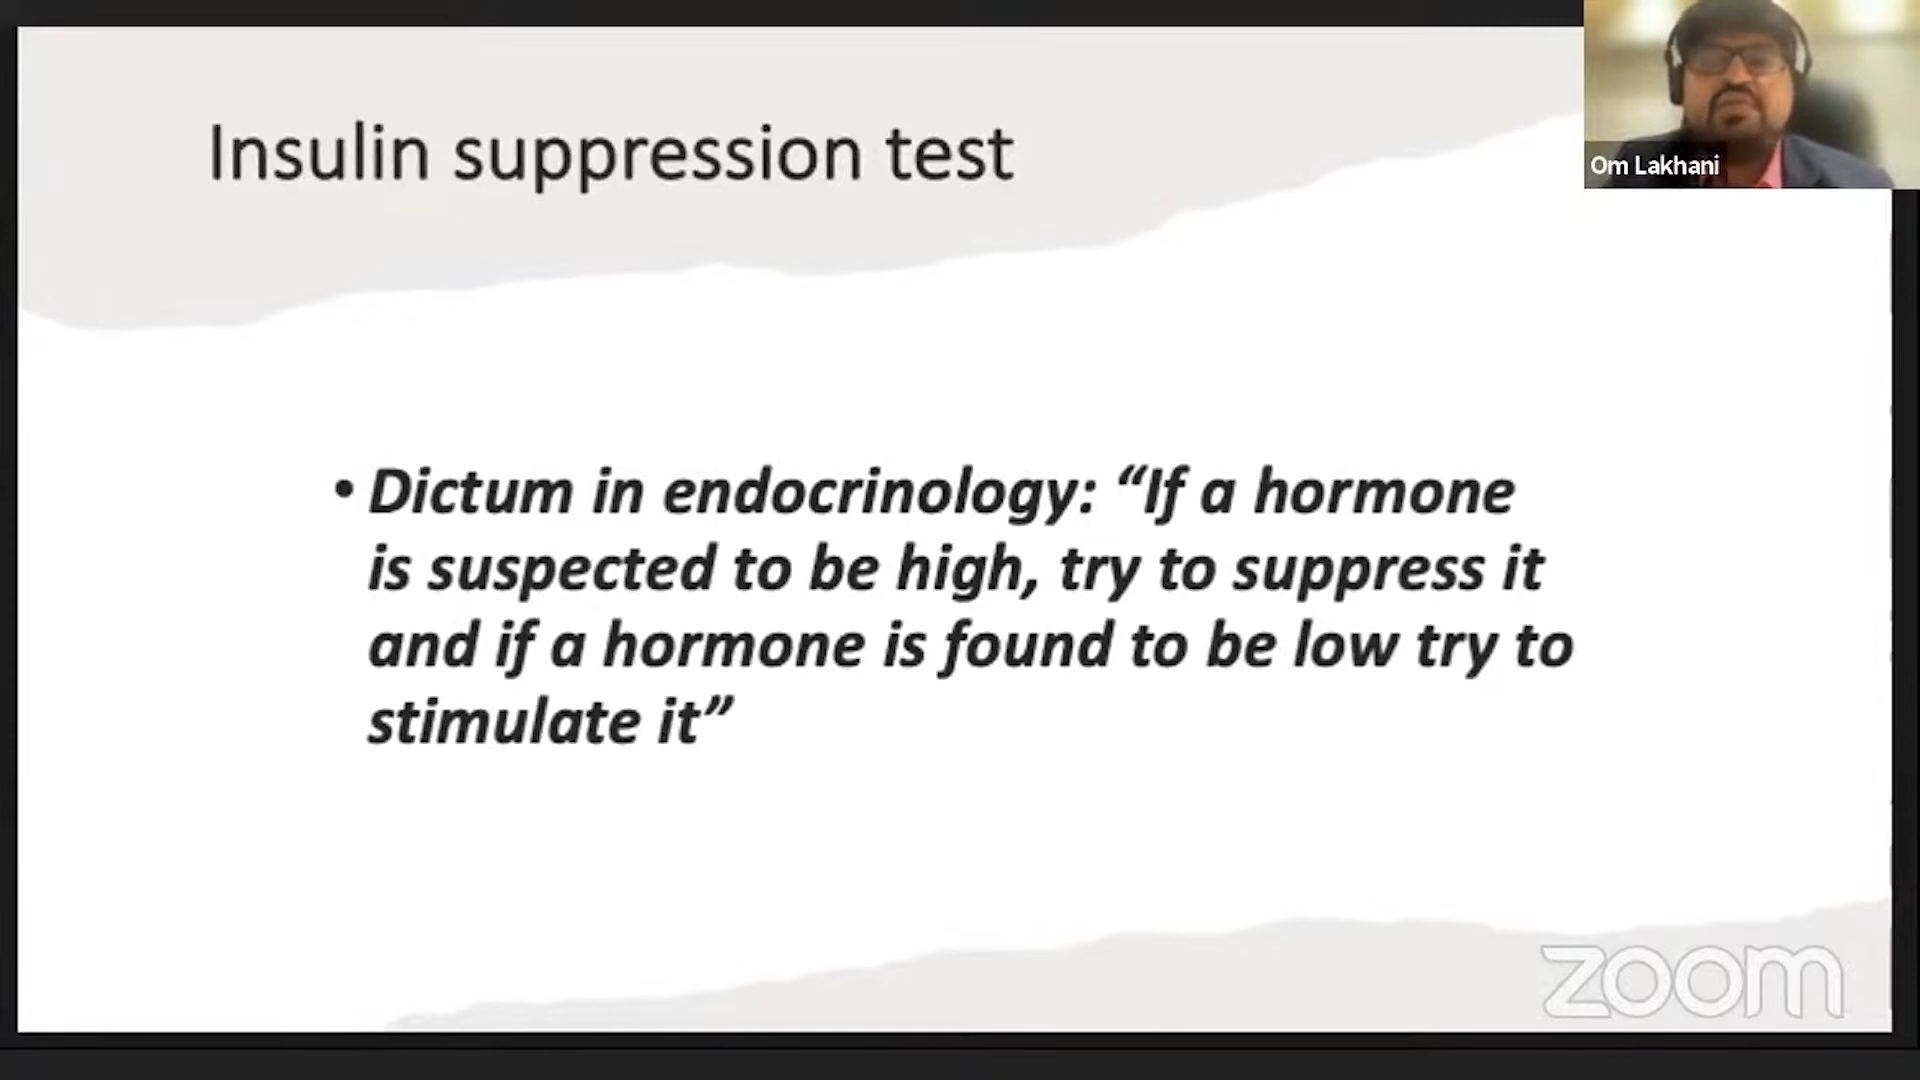 Insulin suppression test
Om Lakhani
• Dictum in endocrinology: “If a hormone
is suspected to be high, try to suppress it
and if a hormone is found to be low try to
stimulate it”
zoom